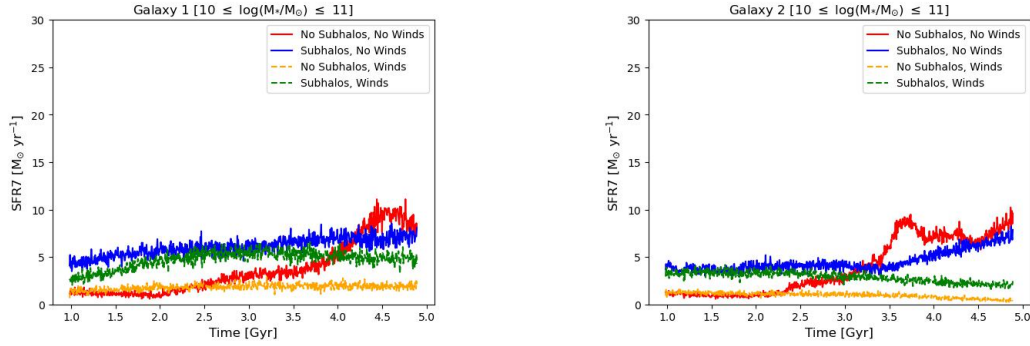 Galaxy 1 [10 ≤ log(M*/M⊙) ≤ 11]
30
25
20
15
10
5
0
SFR7 [M⊙ yr⁻¹]
No Subhalos, No Winds
Subhalos, No Winds
No Subhalos, Winds
Subhalos, Winds
1.0 1.5 2.0 2.5 3.0 3.5 4.0 4.5 5.0
Time [Gyr]
Galaxy 2 [10 ≤ log(M*/M⊙) ≤ 11]
30
25
20
15
10
5
0
SFR7 [M⊙ yr⁻¹]
No Subhalos, No Winds
Subhalos, No Winds
No Subhalos, Winds
Subhalos, Winds
1.0 1.5 2.0 2.5 3.0 3.5 4.0 4.5 5.0
Time [Gyr]